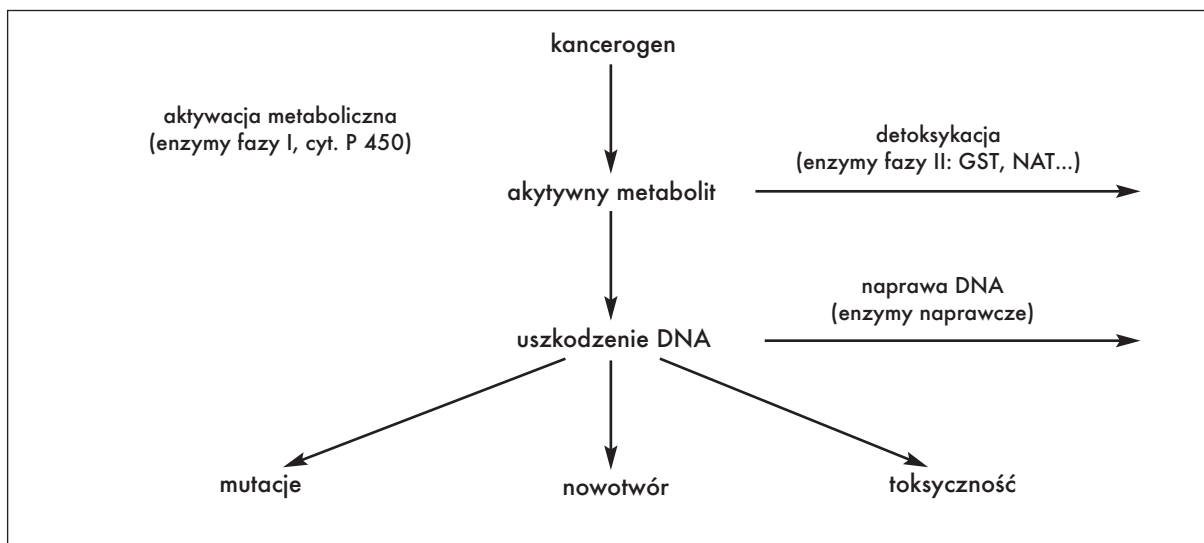 kancerogen
aktywacja metaboliczna
(enzymy fazy I, cyt. P 450)
detoksykacja
(enzymy fazy II: GST, NAT...)
akytywny metabolit
naprawa DNA
(enzymy naprawcze)
uszkodzenie DNA
mutacje
nowotwór
toksyczność